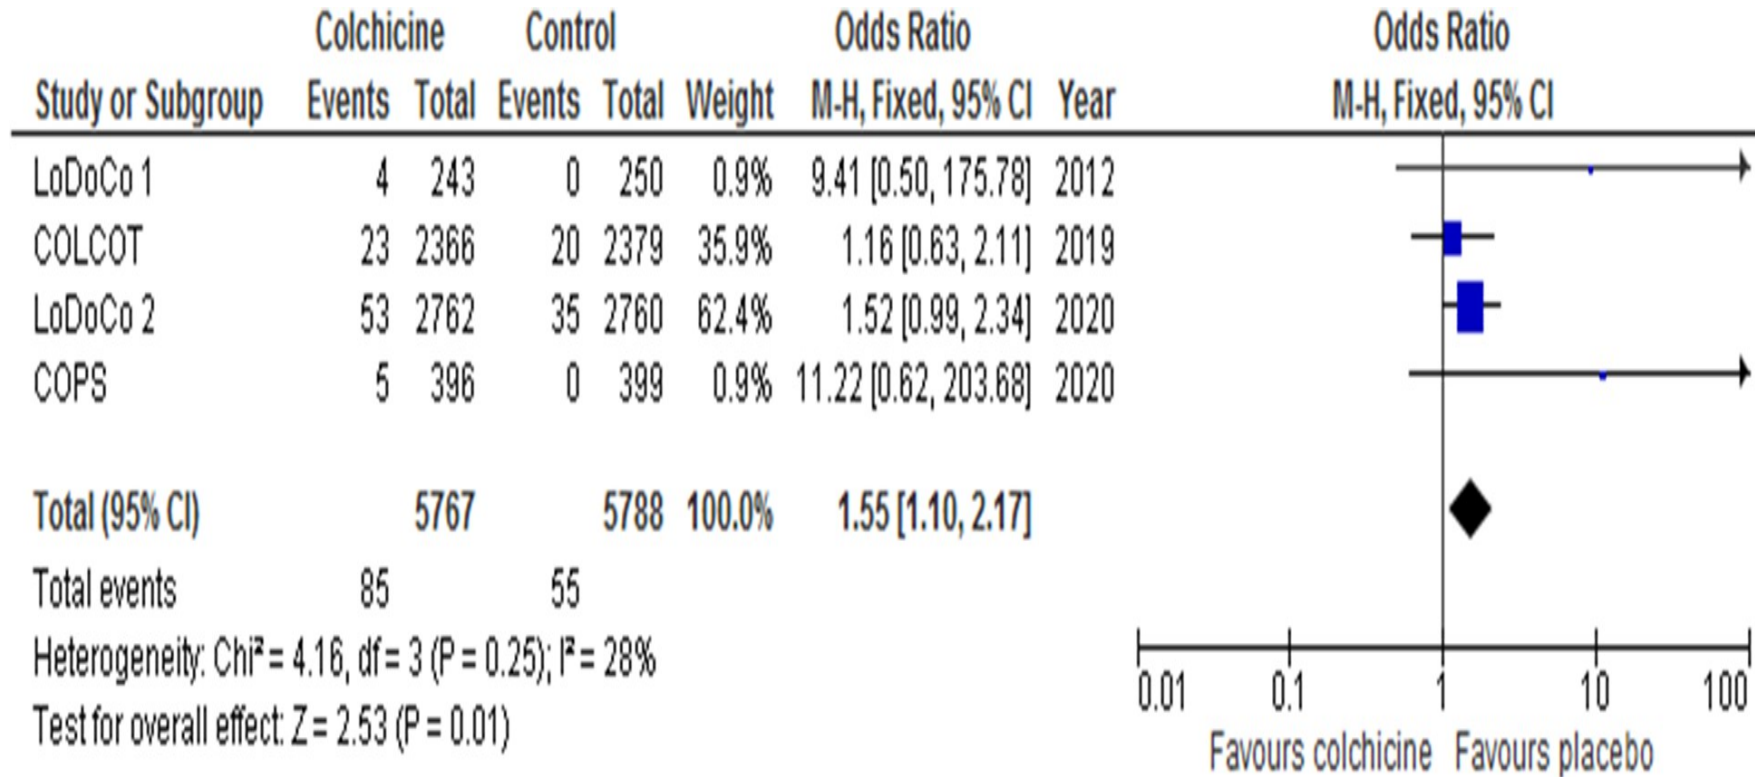 Colchicine Control Odds Ratio Odds Ratio
Study or Subgroup Events Total Events Total Weight M-H, Fixed, 95% CI Year M-H, Fixed, 95% CI
LoDoCo 1 4 243 0 250 0.9% 9.41 [0.50, 175.78] 2012
COLCOT 23 2366 20 2379 35.9% 1.16 [0.63, 2.11] 2019
LoDoCo 2 53 2762 35 2760 62.4% 1.52 [0.99, 2.34] 2020
COPS 5 396 0 399 0.9% 11.22 [0.62, 203.68] 2020
Total (95% CI) 5767 5788 100.0% 1.55 [1.10, 2.17]
Total events 85 55
Heterogeneity: Chi² = 4.16, df = 3 (P = 0.25); I² = 28%
Test for overall effect: Z = 2.53 (P = 0.01)
0.01 0.1 1 10 100
Favours colchicine Favours placebo